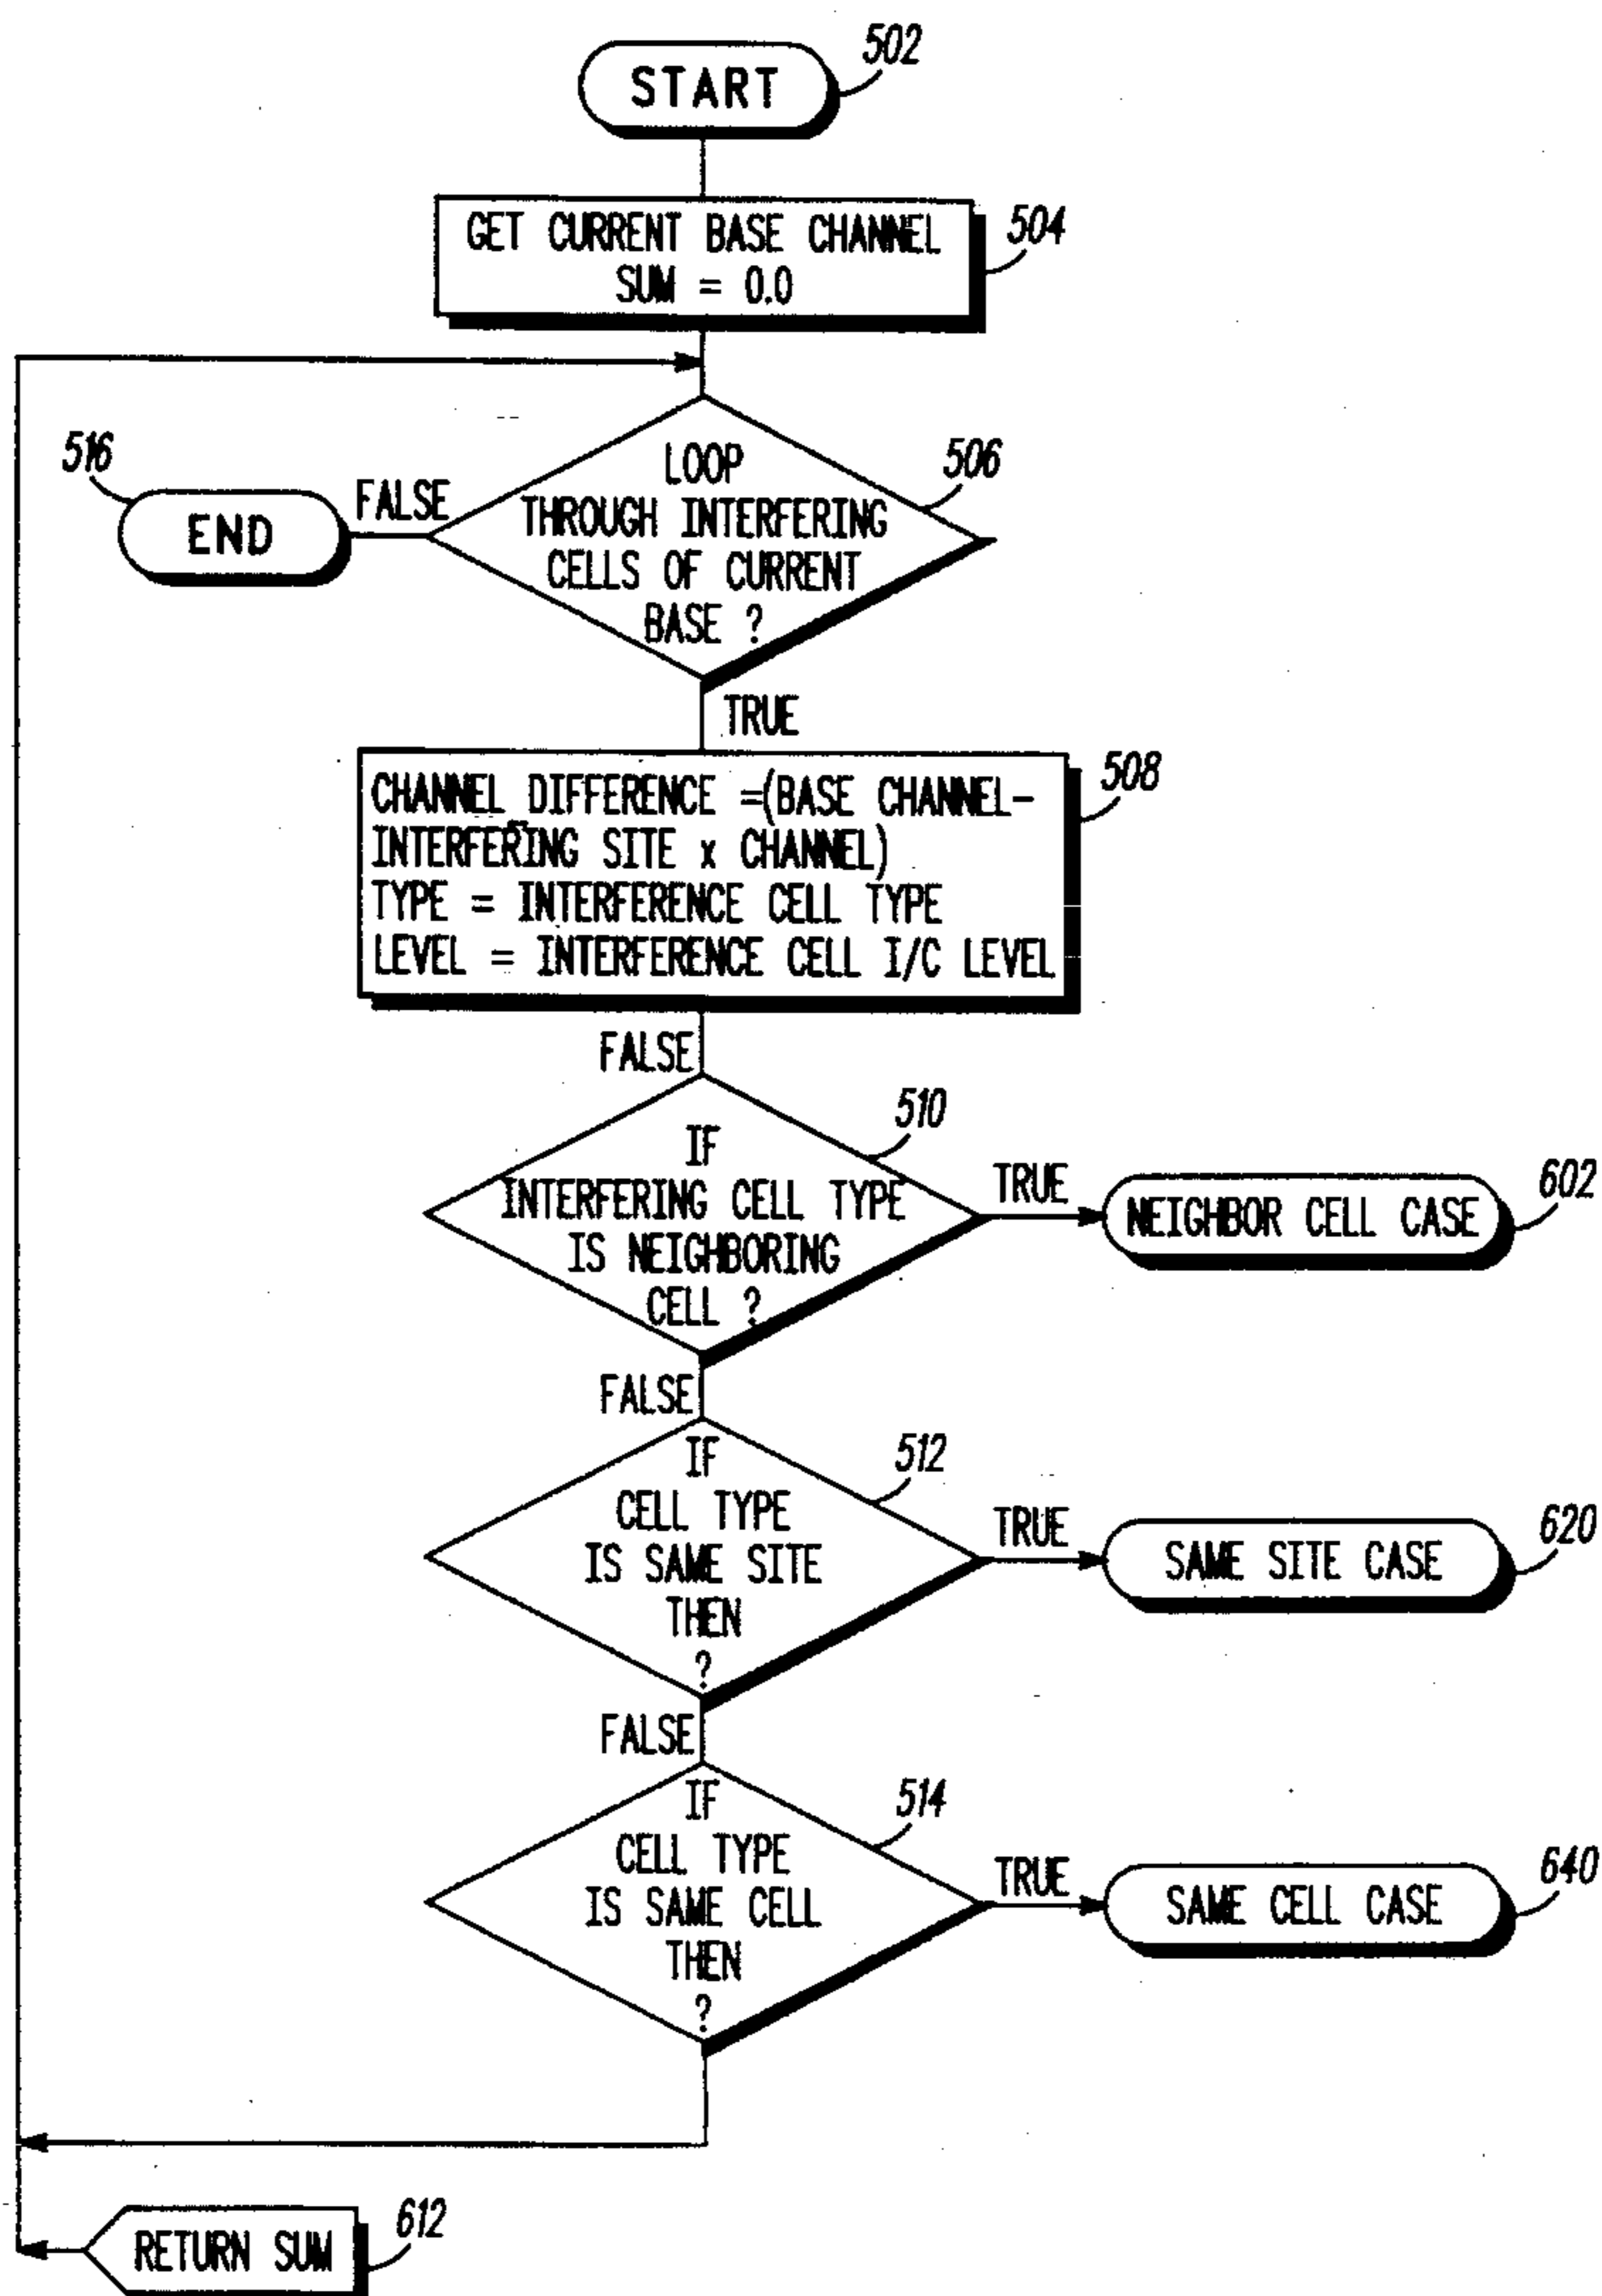 502
START
GET CURRENT BASE CHANNEL
SUM = 0.0
504
516
END
FALSE
LOOP
THROUGH INTERFERING
CELLS OF CURRENT
BASE ?
506
TRUE
CHANNEL DIFFERENCE =(BASE CHANNEL-
INTERFERING SITE x CHANNEL)
TYPE = INTERFERENCE CELL TYPE
LEVEL = INTERFERENCE CELL I/C LEVEL
508
FALSE
IF
INTERFERING CELL TYPE
IS NEIGHBORING
CELL ?
510
TRUE
NEIGHBOR CELL CASE
602
FALSE
IF
CELL TYPE
IS SAME SITE
THEN
?
512
TRUE
SAME SITE CASE
620
FALSE
IF
CELL TYPE
IS SAME CELL
THEN
?
514
TRUE
SAME CELL CASE
640
RETURN SUM
612